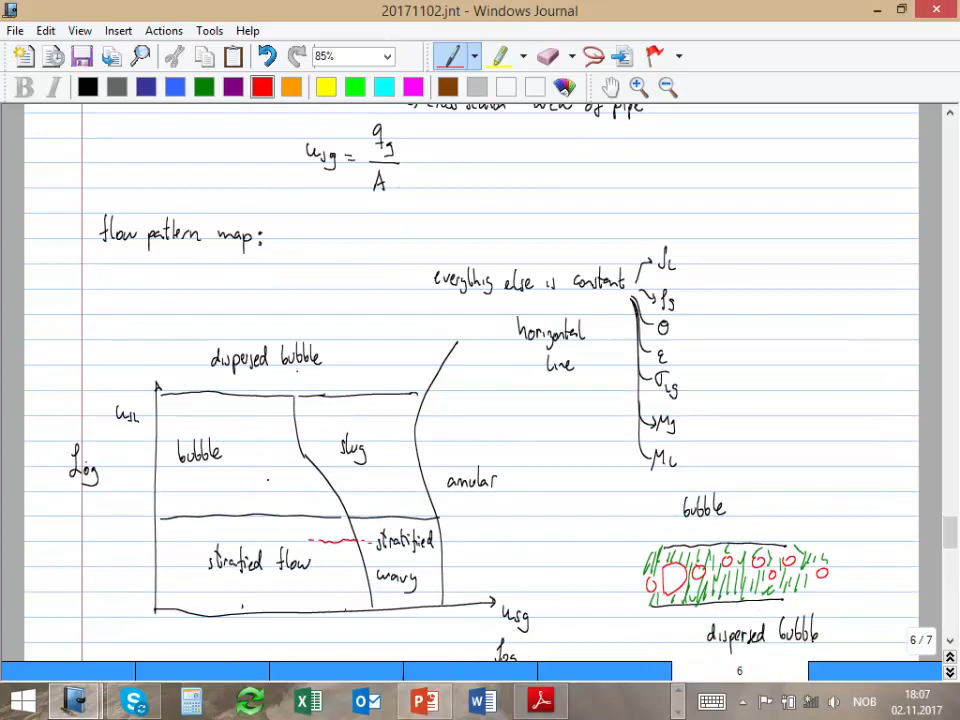 20171102.jnt - Windows Journal
File Edit View Insert Actions Tools Help
85%
B I
cross section area of pipe
usg = qg / A
flow pattern map:
everything else is constant
ρL
ρg
θ
ε
σLg
μg
μL
horizontal
line
dispersed bubble
usL
Log
bubble
slug
anular
stratied flow
stratified
wavy
usg
Log
bubble
dispersed bubble
6 / 7
6
NOB
18:07
02.11.2017